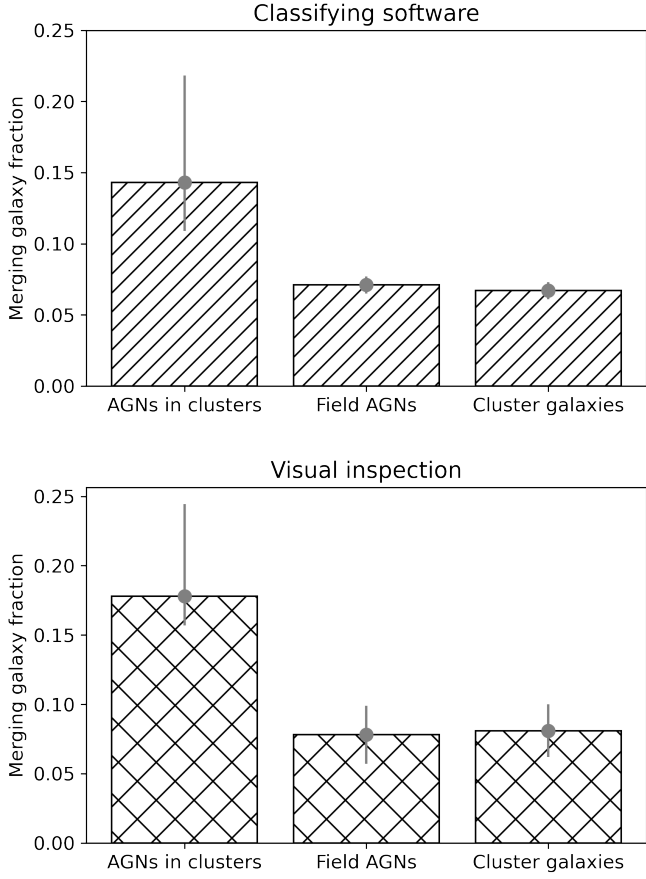 Classifying software
Merging galaxy fraction
0.25
0.20
0.15
0.10
0.05
0.00
AGNs in clusters Field AGNs Cluster galaxies
Visual inspection
Merging galaxy fraction
0.25
0.20
0.15
0.10
0.05
0.00
AGNs in clusters Field AGNs Cluster galaxies